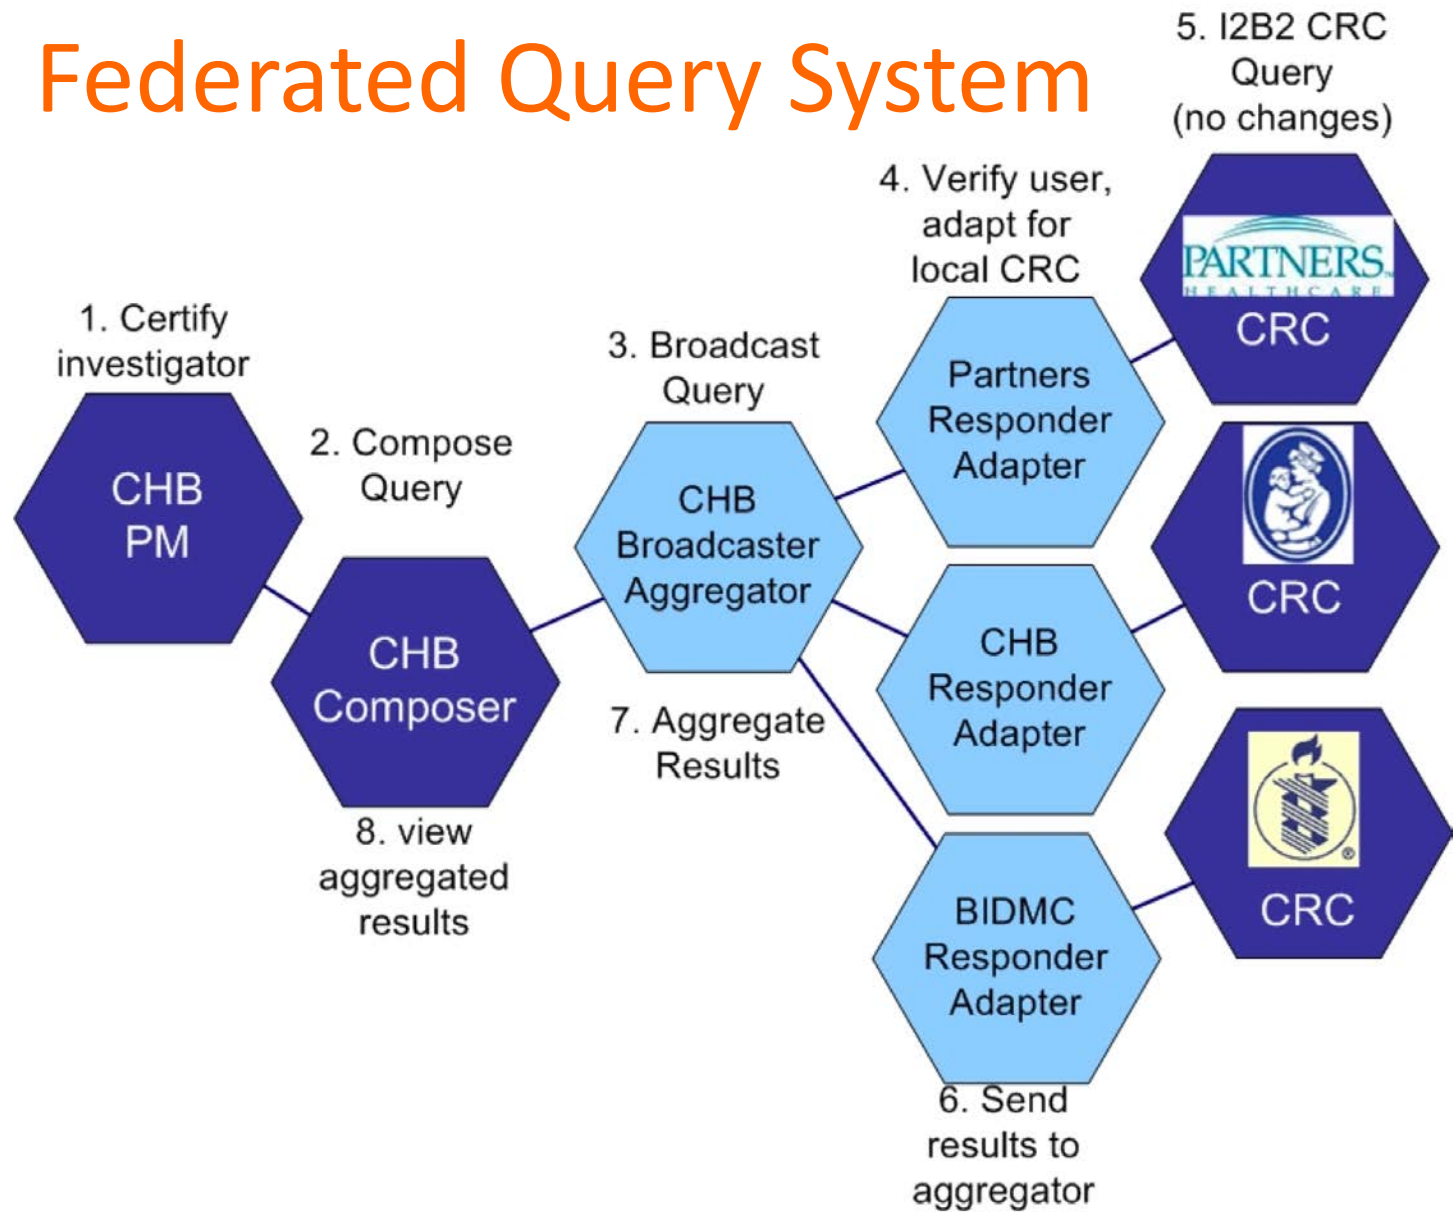 Federated Query System
5. I2B2 CRC
Query
(no changes)
4. Verify user,
adapt for
local CRC
PARTNERS
HEALTHCARE
CRC
1. Certify
investigator
3. Broadcast
Query
Partners
Responder
Adapter
2. Compose
Query
CHB
PM
CHB
Broadcaster
Aggregator
CRC
CHB
Composer
CHB
Responder
Adapter
7. Aggregate
Results
8. view
aggregated
results
®
CRC
BIDMC
Responder
Adapter
6. Send
results to
aggregator